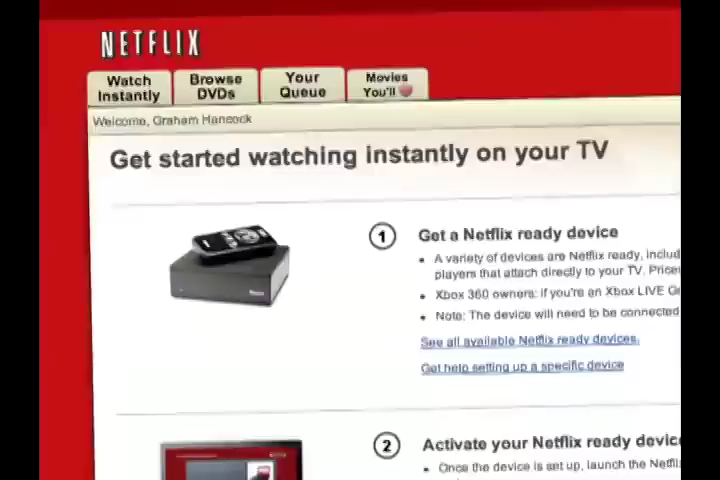 NETFLIX
Watch Instantly
Browse DVDs
Your Queue
Movies You'll
Welcome, Graham Hancock
Get started watching instantly on your TV
1
Get a Netflix ready device
• A variety of devices are Netflix ready,
players that attach directly to your TV.
• Xbox 360 owners: if you're an Xbox LIVE
• Note: The device will need to be connected
See all available Netflix ready devices.
Get help setting up a specific device
2
Activate your Netflix ready
• Once the device is set up, launch the